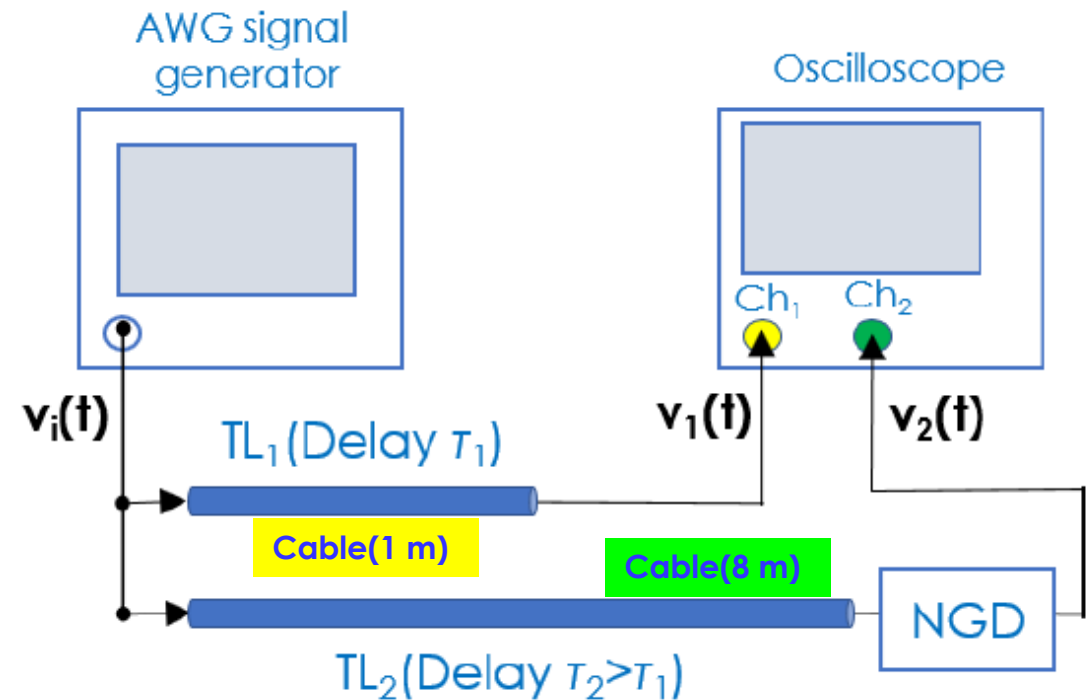 AWG signal
generator
Oscilloscope
Ch₁
Ch₂
vᵢ(t)
v₁(t)
v₂(t)
TL₁(Delay τ₁)
Cable(1 m)
Cable(8 m)
NGD
TL₂(Delay τ₂>τ₁)